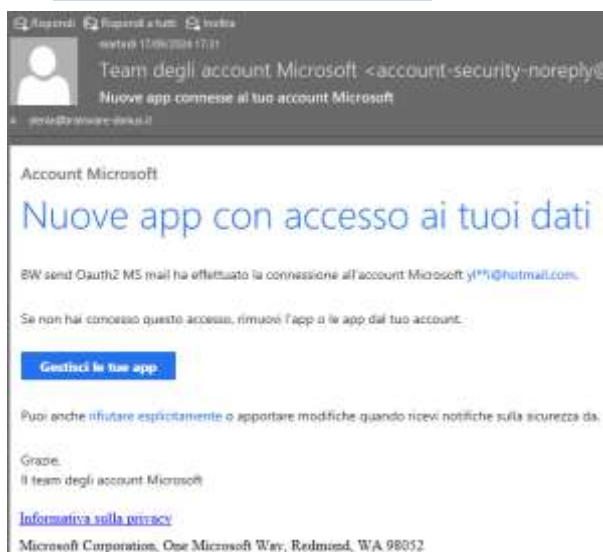 Rispondi Rispondi a tutti Inoltra
martedì 17/09/2024 17:31
Team degli account Microsoft <account-security-noreply@
Nuove app connesse al tuo account Microsoft
A
Account Microsoft
Nuove app con accesso ai tuoi dati
BW send Oauth2 MS mail ha effettuato la connessione all'account Microsoft yl**i@hotmail.com.
Se non hai concesso questo accesso, rimuovi l'app o le app dal tuo account.
Gestisci le tue app
Puoi anche rifiutare esplicitamente o apportare modifiche quando ricevi notifiche sulla sicurezza da.
Grazie,
Il team degli account Microsoft
Informativa sulla privacy
Microsoft Corporation, One Microsoft Way, Redmond, WA 98052